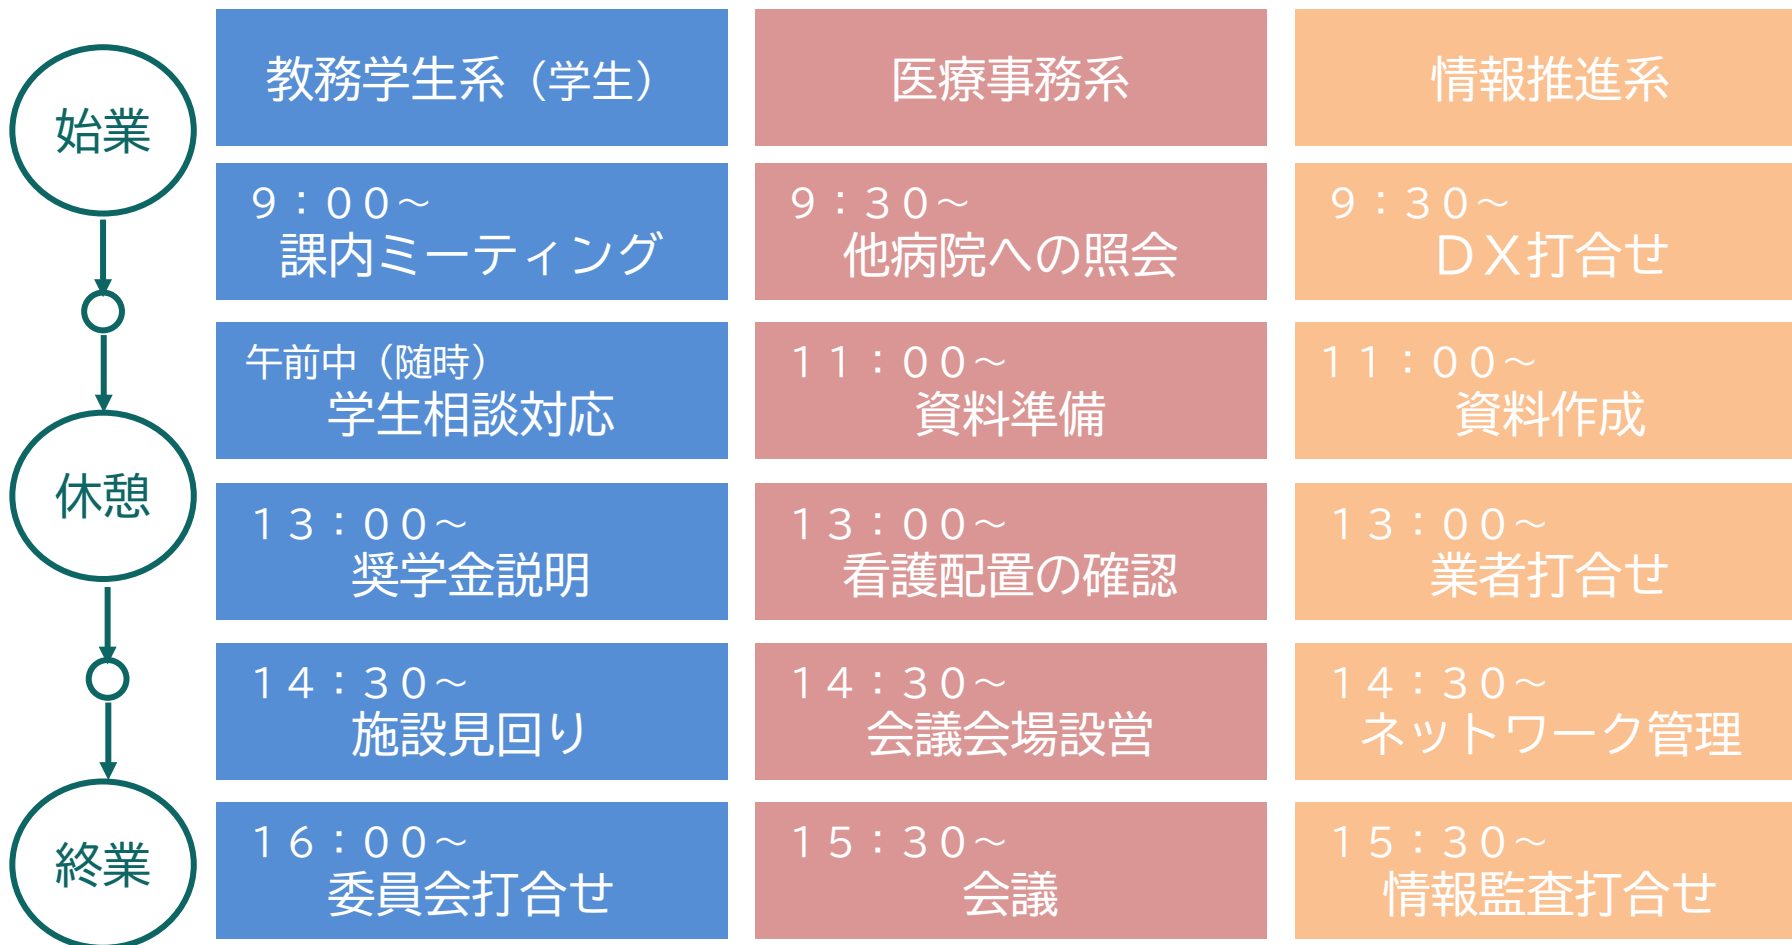 始業
休憩
終業
教務学生系（学生）
医療事務系
情報推進系
９：００～
課内ミーティング
９：３０～
他病院への照会
９：３０～
ＤＸ打合せ
午前中（随時）
学生相談対応
１１：００～
資料準備
１１：００～
資料作成
１３：００～
奨学金説明
１３：００～
看護配置の確認
１３：００～
業者打合せ
１４：３０～
施設見回り
１４：３０～
会議会場設営
１４：３０～
ネットワーク管理
１６：００～
委員会打合せ
１５：３０～
会議
１５：３０～
情報監査打合せ